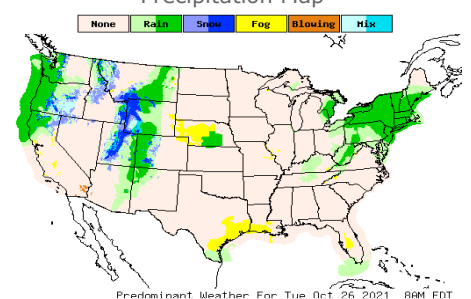 Precipitation Map
None Rain Snow Fog Blowing Mix
Predominant Weather For Tue Oct 26 2021 8AM EDT